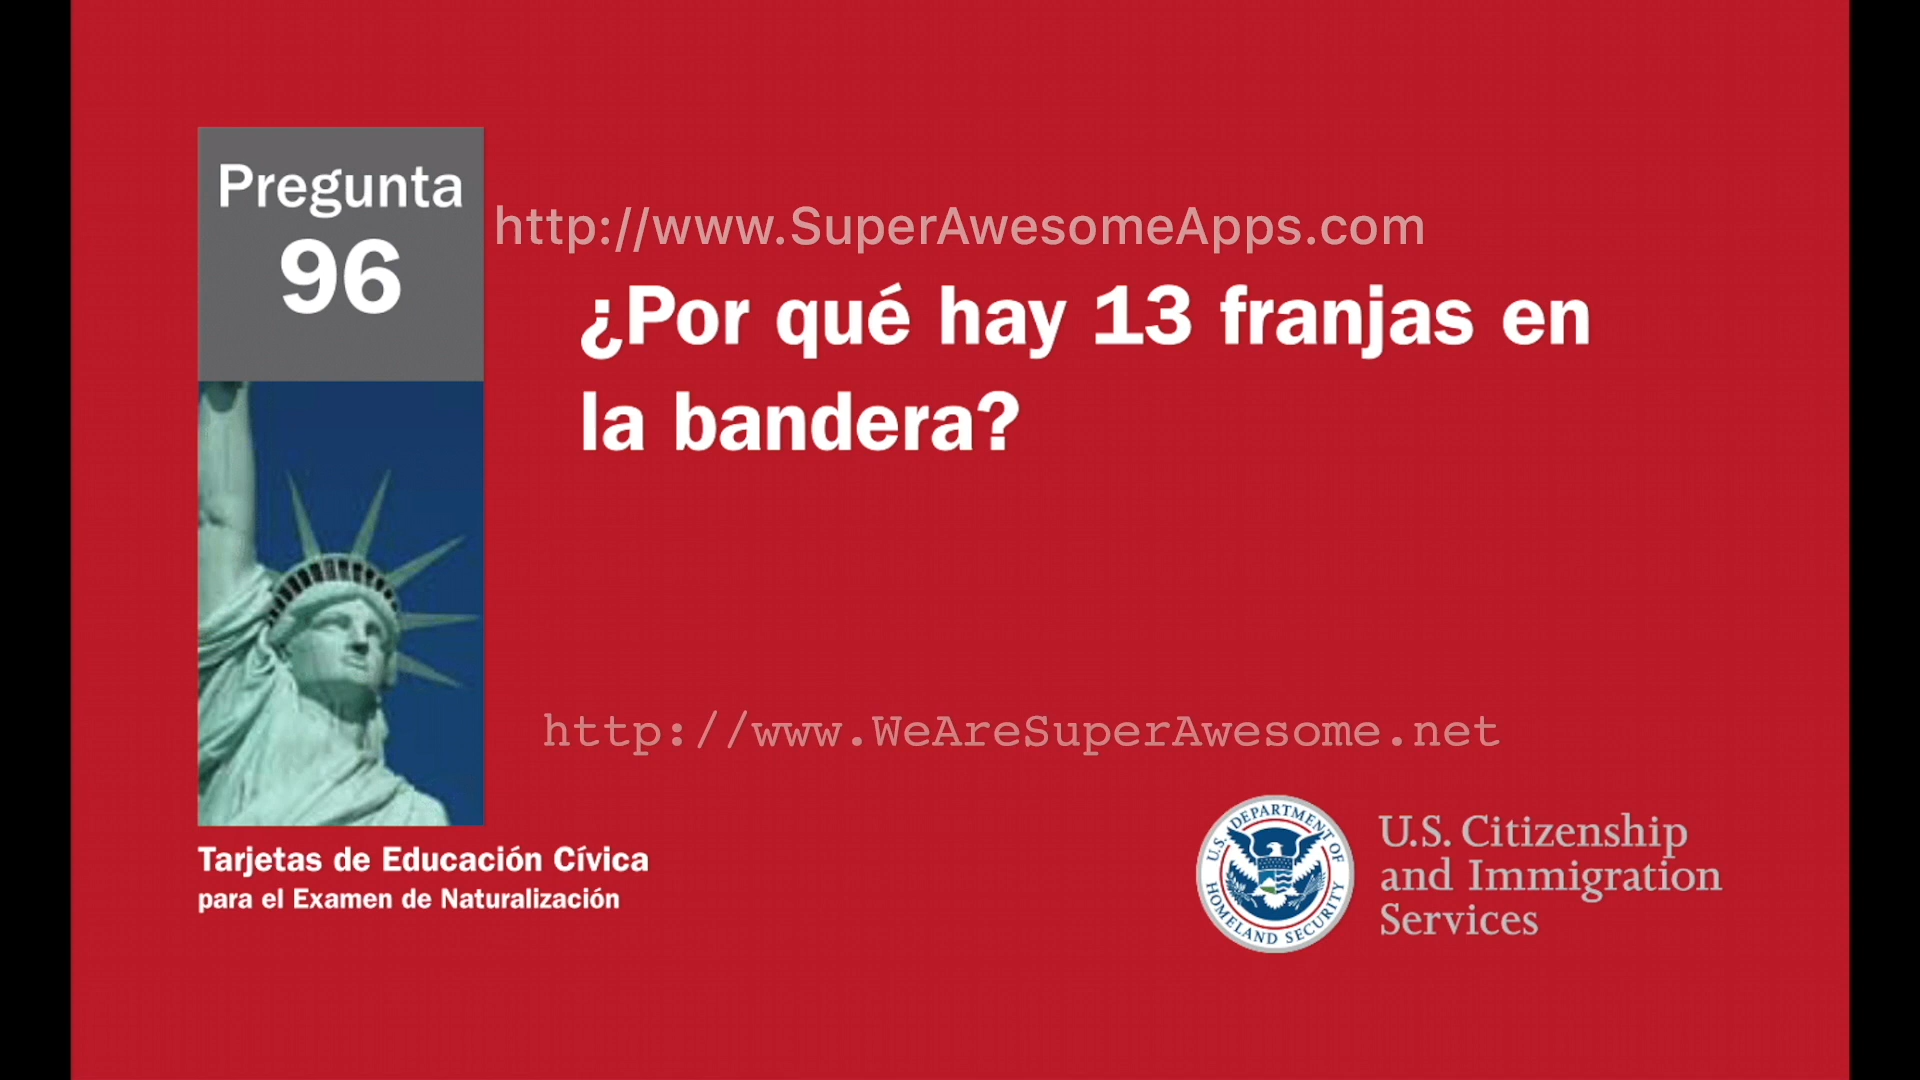 Pregunta
96
http://www.SuperAwesomeApps.com
¿Por qué hay 13 franjas en
la bandera?
http://www.WeAreSuperAwesome.net
Tarjetas de Educación Cívica
para el Examen de Naturalización
U.S. DEPARTMENT OF
HOMELAND SECURITY
U.S. Citizenship
and Immigration
Services